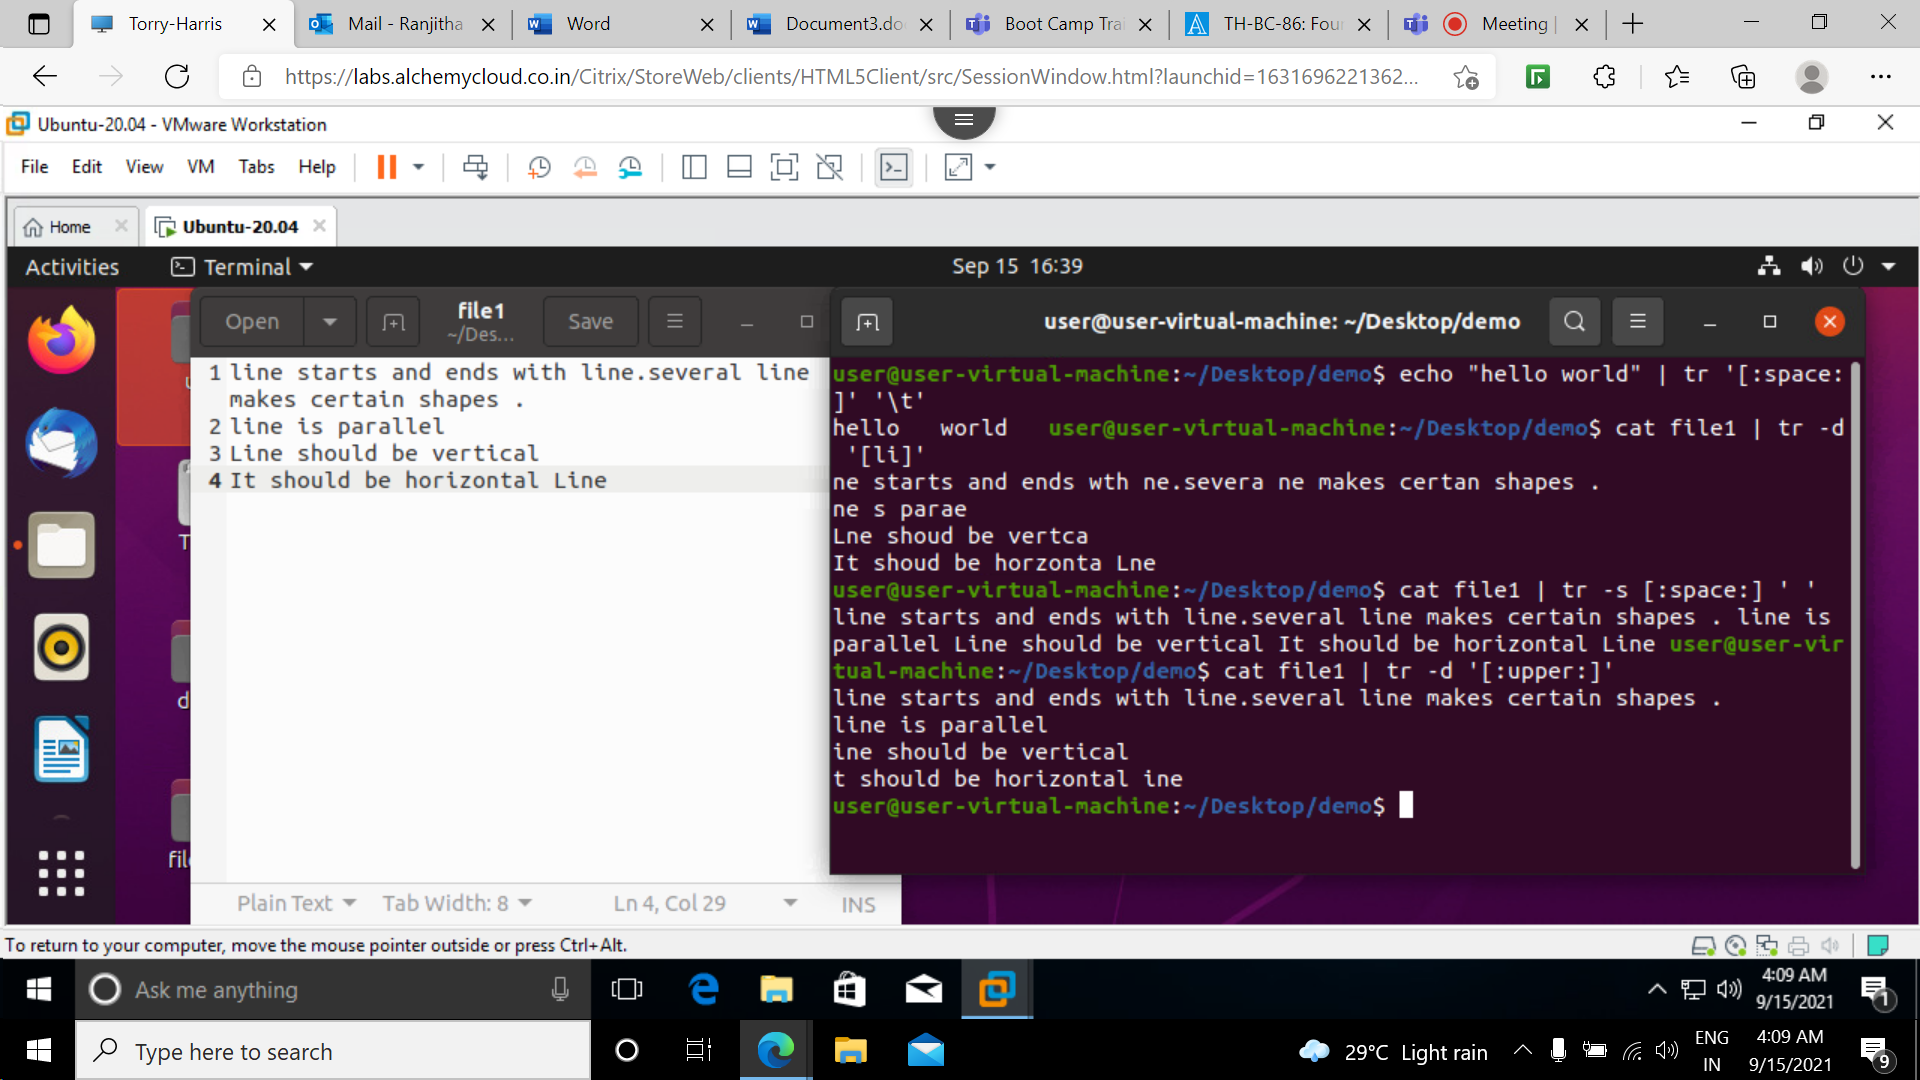 Torry-Harris
Mail - Ranjitha
Word
Document3.do
Boot Camp Trai
TH-BC-86: Four
Meeting |
https://labs.alchemycloud.co.in/Citrix/StoreWeb/clients/HTML5Client/src/SessionWindow.html?launchid=1631696221362...
Ubuntu-20.04 - VMware Workstation
File Edit View VM Tabs Help
Home
Ubuntu-20.04
Activities
Terminal
Sep 15 16:39
Open
file1
~/Des...
Save
1 line starts and ends with line.several line
makes certain shapes .
2 line is parallel
3 Line should be vertical
4 It should be horizontal Line
Plain Text
Tab Width: 8
Ln 4, Col 29
INS
user@user-virtual-machine: ~/Desktop/demo
user@user-virtual-machine:~/Desktop/demo$ echo "hello world" | tr '[:space:
]' '\t'
hello world user@user-virtual-machine:~/Desktop/demo$ cat file1 | tr -d
'[li]'
ne starts and ends wth ne.severa ne makes certan shapes .
ne s parae
Lne shoud be vertca
It shoud be horzonta Lne
user@user-virtual-machine:~/Desktop/demo$ cat file1 | tr -s [:space:] ' '
line starts and ends with line.several line makes certain shapes . line is
parallel Line should be vertical It should be horizontal Line user@user-vir
tual-machine:~/Desktop/demo$ cat file1 | tr -d '[:upper:]'
line starts and ends with line.several line makes certain shapes .
line is parallel
ine should be vertical
t should be horizontal ine
user@user-virtual-machine:~/Desktop/demo$
To return to your computer, move the mouse pointer outside or press Ctrl+Alt.
Ask me anything
4:09 AM
9/15/2021
1
Type here to search
29°C Light rain
ENG
IN
4:09 AM
9/15/2021
9